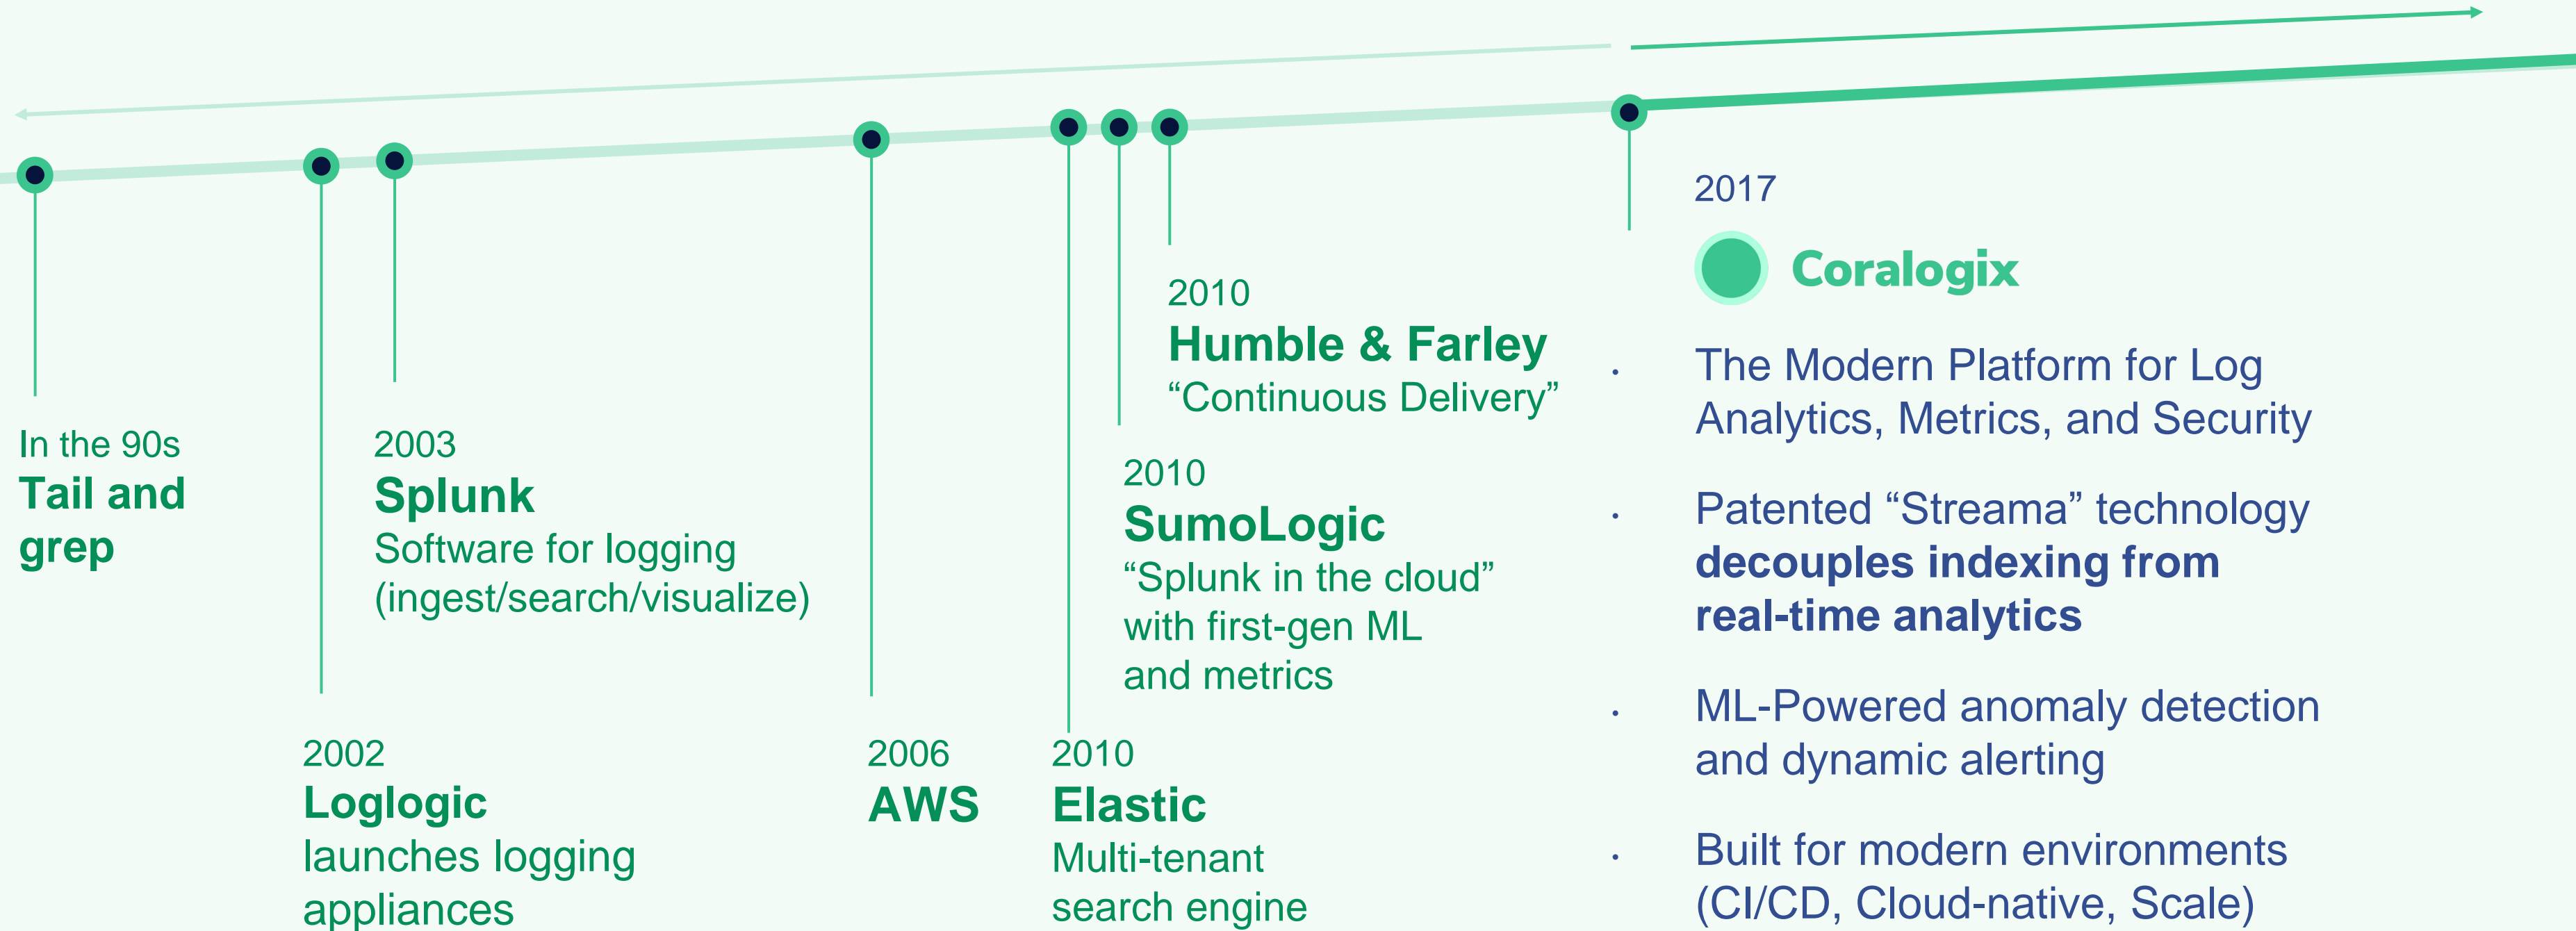 In the 90s
Tail and
grep
2002
Loglogic
launches logging
appliances
2003
Splunk
Software for logging
(ingest/search/visualize)
2006
AWS
2010
Elastic
Multi-tenant
search engine
2010
SumoLogic
“Splunk in the cloud”
with first-gen ML
and metrics
2010
Humble & Farley
“Continuous Delivery”
2017
Coralogix
· The Modern Platform for Log
Analytics, Metrics, and Security
· Patented “Streama” technology
decouples indexing from
real-time analytics
· ML-Powered anomaly detection
and dynamic alerting
· Built for modern environments
(CI/CD, Cloud-native, Scale)